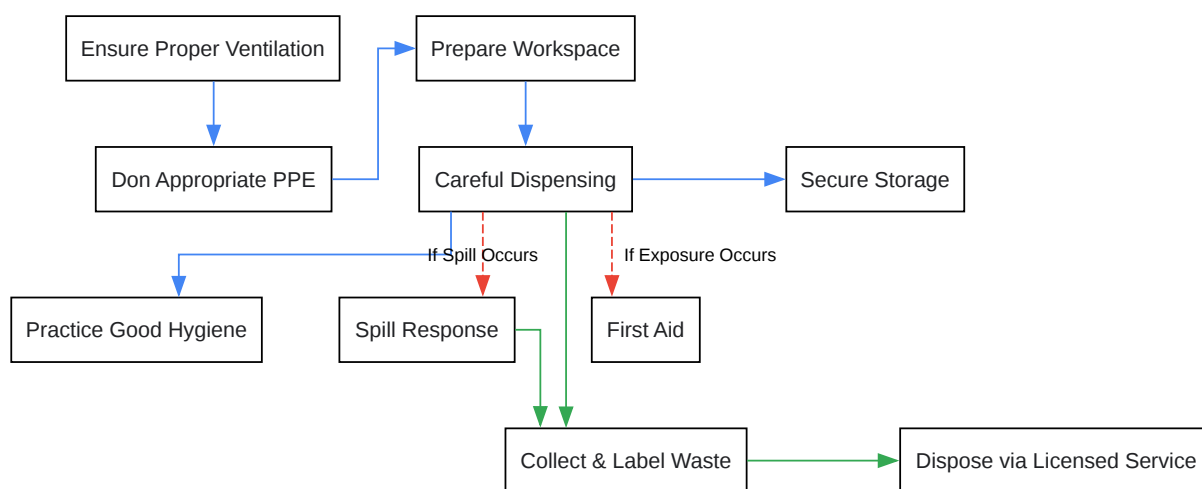 Ensure Proper Ventilation
Prepare Workspace
Don Appropriate PPE
Careful Dispensing
Secure Storage
If Spill Occurs
If Exposure Occurs
Practice Good Hygiene
Spill Response
First Aid
Collect & Label Waste
Dispose via Licensed Service